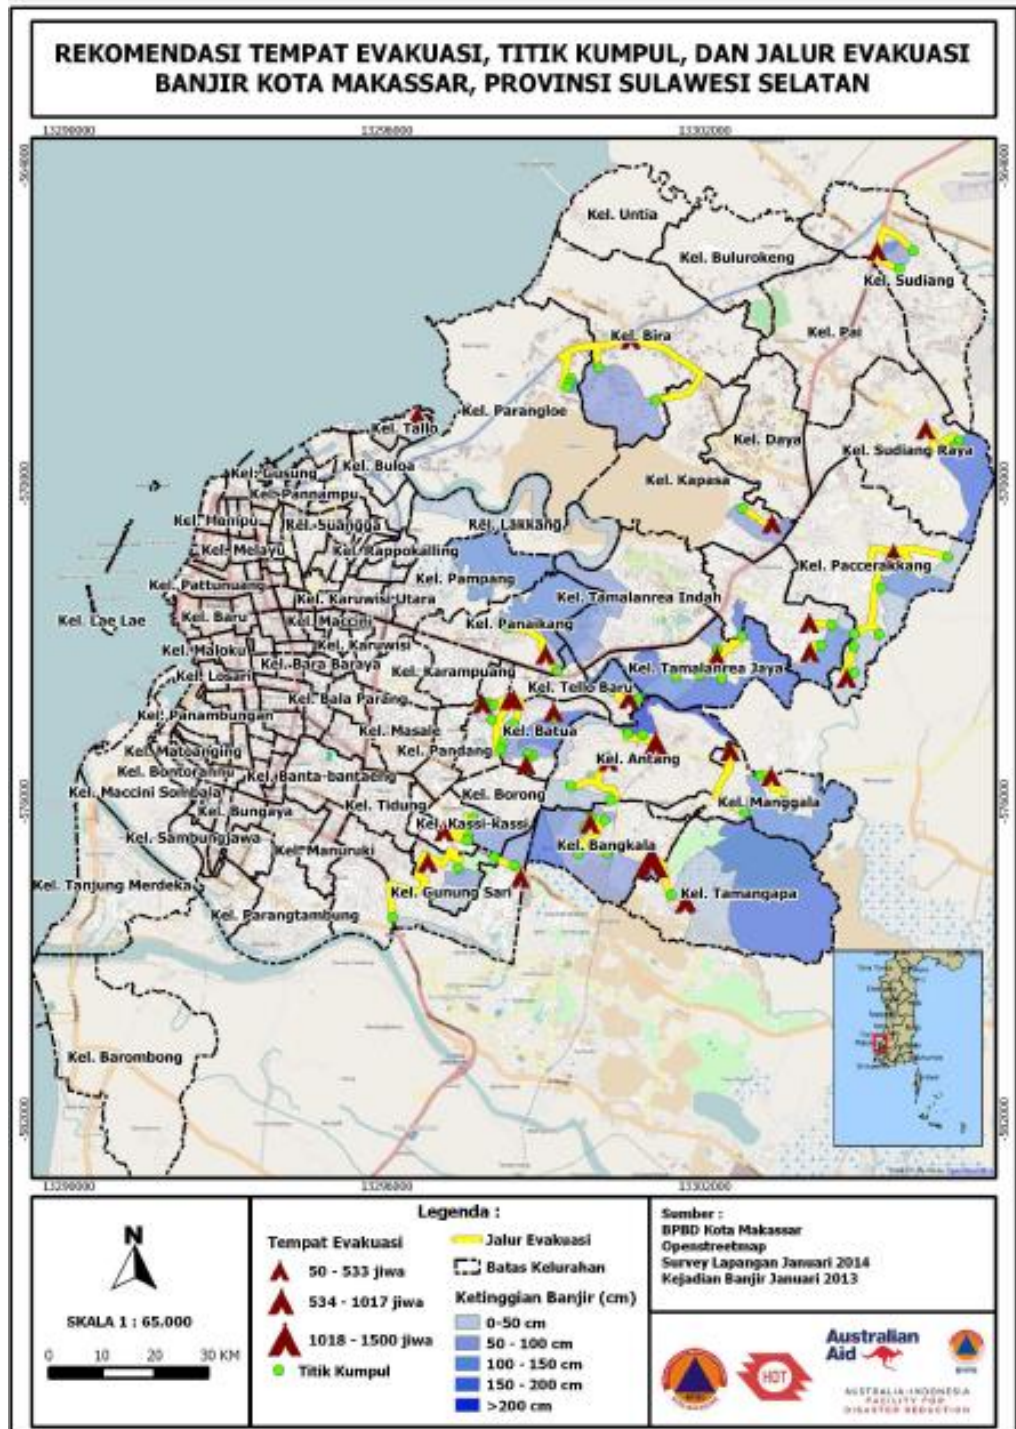 REKOMENDASI TEMPAT EVAKUASI, TITIK KUMPUL, DAN JALUR EVAKUASI
BANJIR KOTA MAKASSAR, PROVINSI SULAWESI SELATAN
13296000
13302000
Kel. Untia
Kel. Bulurokeng
Kel. Sudiang
Kel. Pai
Kel. Bira
Kel. Parangloe
Kel. Tallo
Kel. Daya
Kel. Sudiang Raya
Kel. Buloa
Kel. Gusung
Kel. Kapasa
Kel. Pannampu
Kel. Suangga
Kel. Lakkang
Kel. Melayu
Kel. Rappokalling
Kel. Paccerakkang
Kel. Pattunuang
Kel. Pampang
Kel. Karuwisi Utara
Kel. Tamalanrea Indah
Kel. Lae Lae
Kel. Baru
Kel. Maccini
Kel. Panaikang
Kel. Maloku
Kel. Karuwisi
Kel. Bara Baraya
Kel. Losari
Kel. Karampuang
Kel. Tamalanrea Jaya
Kel. Tello Baru
Kel. Bala Parang
Kel. Panambungan
Kel. Masale
Kel. Batua
Kel. Mattoanging
Kel. Pandang
Kel. Antang
Kel. Bontorannu
Kel. Banta-bantaeng
Kel. Maccini Sombala
Kel. Borong
Kel. Tidung
Kel. Manggala
Kel. Bungaya
Kel. Kassi-kassi
Kel. Sambungjawa
Kel. Manuruki
Kel. Bangkala
Kel. Tanjung Merdeka
Kel. Gunung Sari
Kel. Tamangapa
Kel. Parangtambung
Kel. Barombong
13290000
13296000
13302000
N
SKALA 1 : 65.000
0 10 20 30 KM
Legenda :
Tempat Evakuasi
50 - 533 jiwa
534 - 1017 jiwa
1018 - 1500 jiwa
Titik Kumpul
Jalur Evakuasi
Batas Kelurahan
Ketinggian Banjir (cm)
0-50 cm
50 - 100 cm
100 - 150 cm
150 - 200 cm
>200 cm
Sumber :
BPBD Kota Makassar
Openstreetmap
Survey Lapangan Januari 2014
Kejadian Banjir Januari 2013
HOT
Australian
Aid
BNPB
AUSTRALIA-INDONESIA
FACILITY FOR
DISASTER REDUCTION